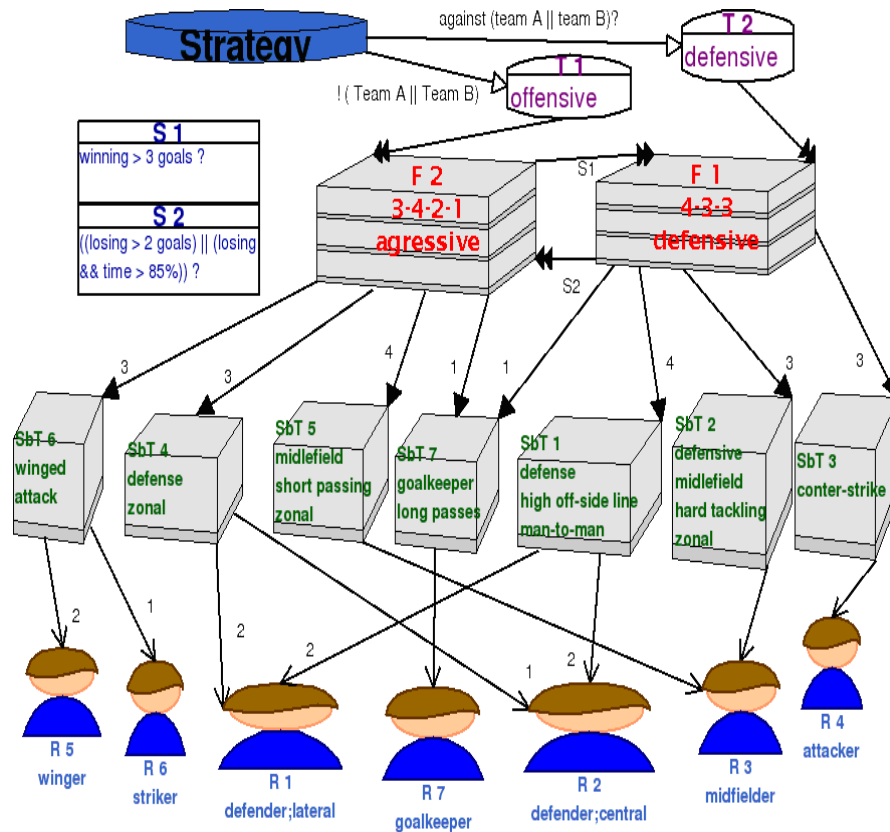 against (team A || team B)?
Strategy
T 2
defensive
T 1
offensive
! ( Team A || Team B)
S 1
winning > 3 goals ?
S 2
((losing > 2 goals) || (losing
&& time > 85%)) ?
F 2
3-4-2-1
agressive
S1
F 1
4-3-3
defensive
S2
3
3
4
1
1
4
3
3
SbT 6
winged
attack
SbT 4
defense
zonal
SbT 5
midlefield
short passing
zonal
SbT 7
goalkeeper
long passes
SbT 1
defense
high off-side line
man-to-man
SbT 2
defensive
midlefield
hard tackling
zonal
SbT 3
conter-strike
2
1
2
2
1
2
R 5
winger
R 6
striker
R 1
defender;lateral
R 7
goalkeeper
R 2
defender;central
R 3
midfielder
R 4
attacker